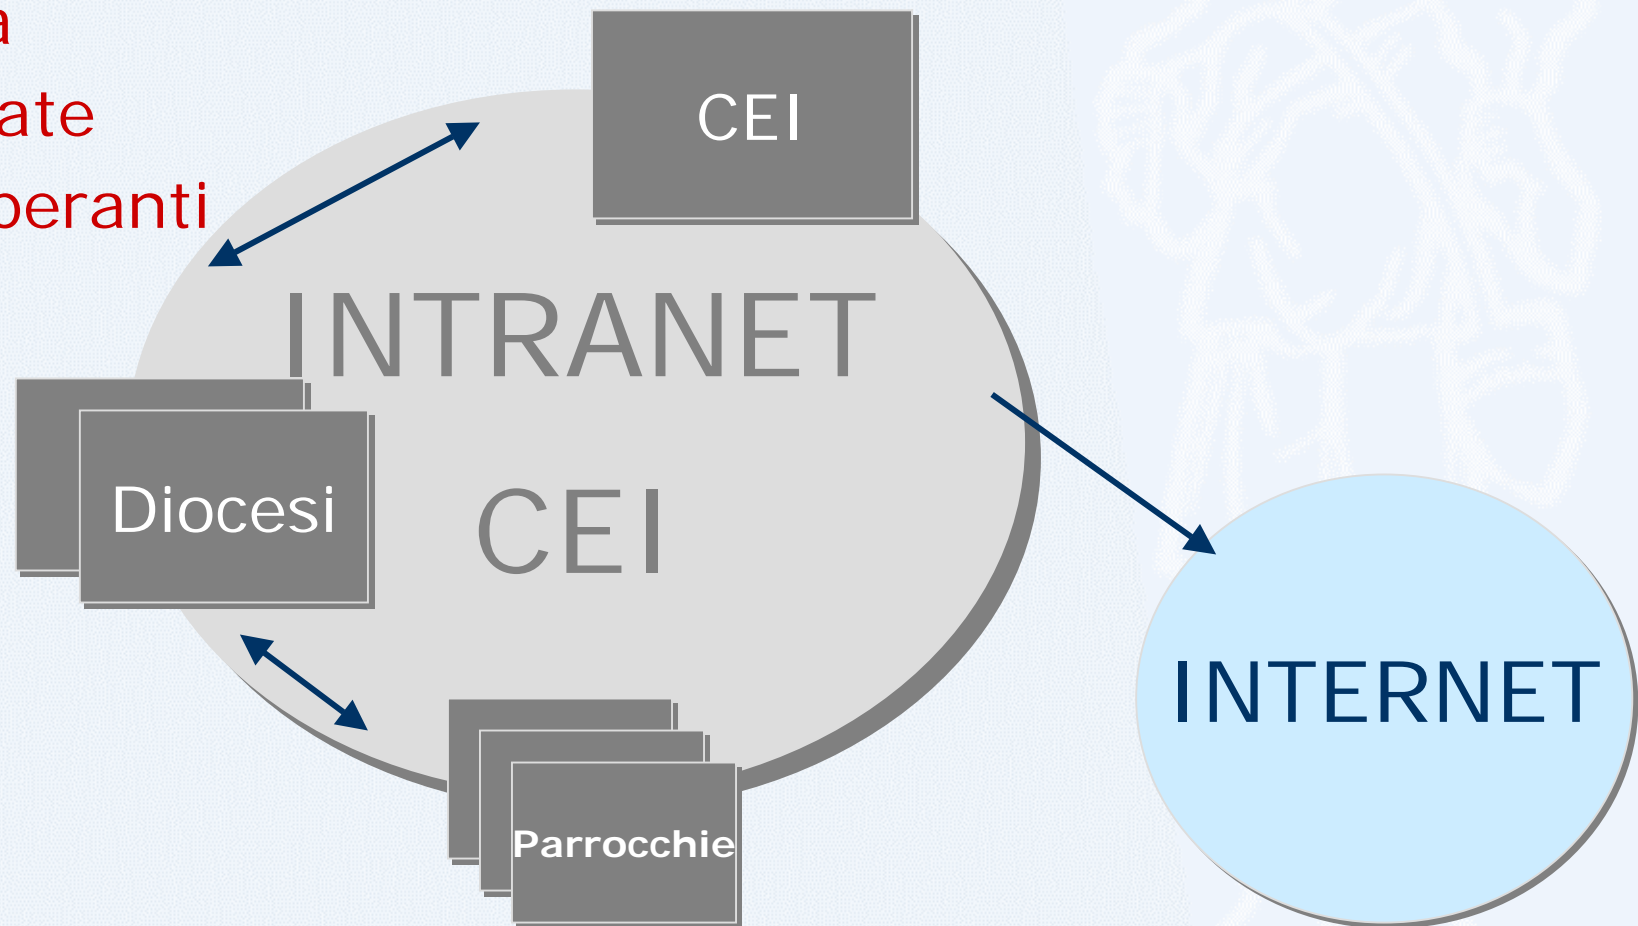 a
ate
peranti
CEI
INTRANET
CEI
Diocesi
Parrocchie
INTERNET